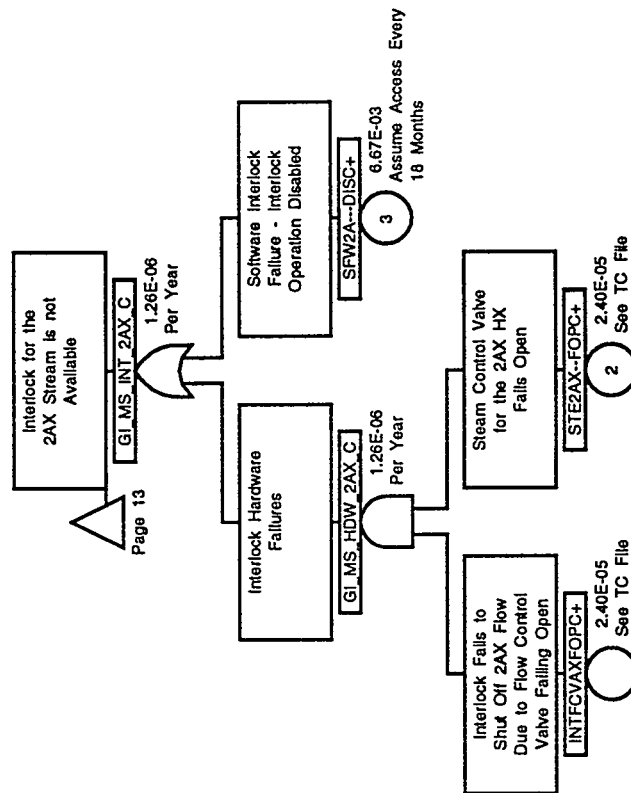 Interlock for the
2AX Stream Is not
Available
GI_MS_INT_2AX_C
1.26E-06
Per Year
Page 13
Interlock Hardware
Failures
GI_MS_HDW_2AX_C
1.26E-06
Per Year
Software Interlock
Failure - Interlock
Operation Disabled
SFW2A---DISC+
3
6.67E-03
Assume Access Every
18 Months
Interlock Fails to
Shut Off 2AX Flow
Due to Flow Control
Valve Failing Open
INTFCVAXFOPC+
2.40E-05
See TC File
Steam Control Valve
for the 2AX HX
Fails Open
STE2AX--FOPC+
2
2.40E-05
See TC File